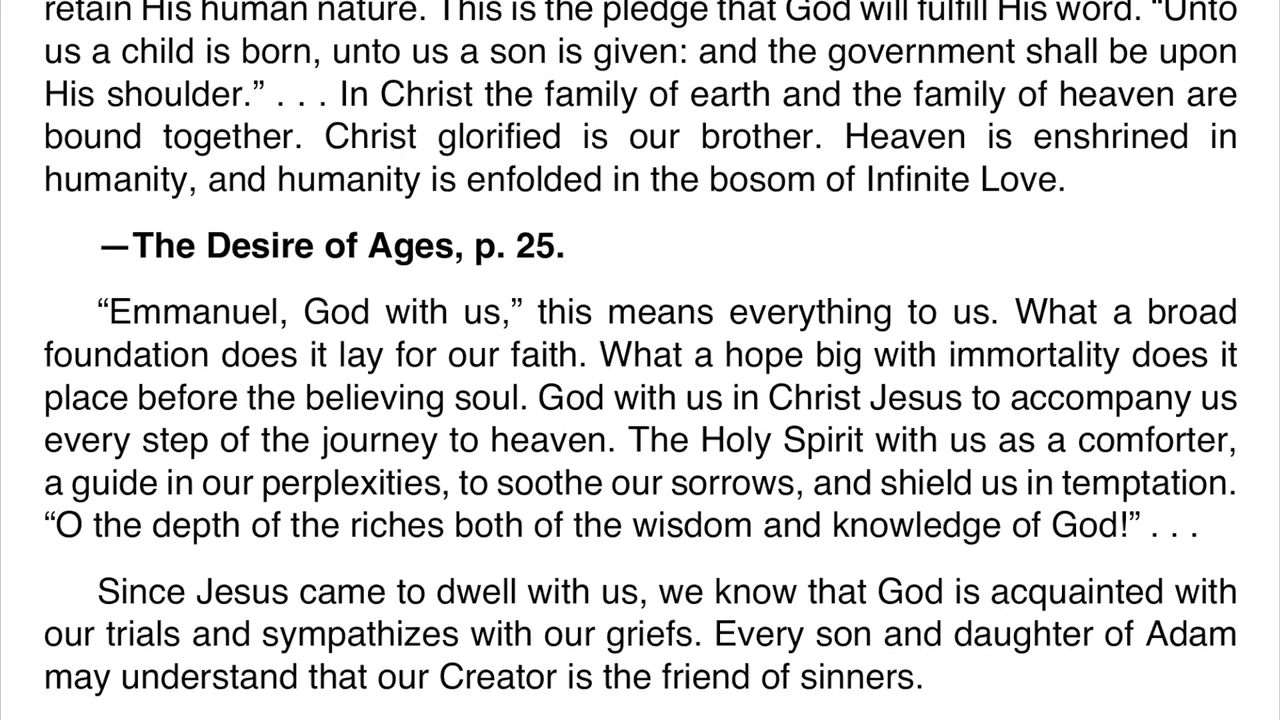 retain His human nature. This is the pledge that God will fulfill His word. “Unto
us a child is born, unto us a son is given: and the government shall be upon
His shoulder.” . . . In Christ the family of earth and the family of heaven are
bound together. Christ glorified is our brother. Heaven is enshrined in
humanity, and humanity is enfolded in the bosom of Infinite Love.
—The Desire of Ages, p. 25.
“Emmanuel, God with us,” this means everything to us. What a broad
foundation does it lay for our faith. What a hope big with immortality does it
place before the believing soul. God with us in Christ Jesus to accompany us
every step of the journey to heaven. The Holy Spirit with us as a comforter,
a guide in our perplexities, to soothe our sorrows, and shield us in temptation.
“O the depth of the riches both of the wisdom and knowledge of God!” . . .
Since Jesus came to dwell with us, we know that God is acquainted with
our trials and sympathizes with our griefs. Every son and daughter of Adam
may understand that our Creator is the friend of sinners.